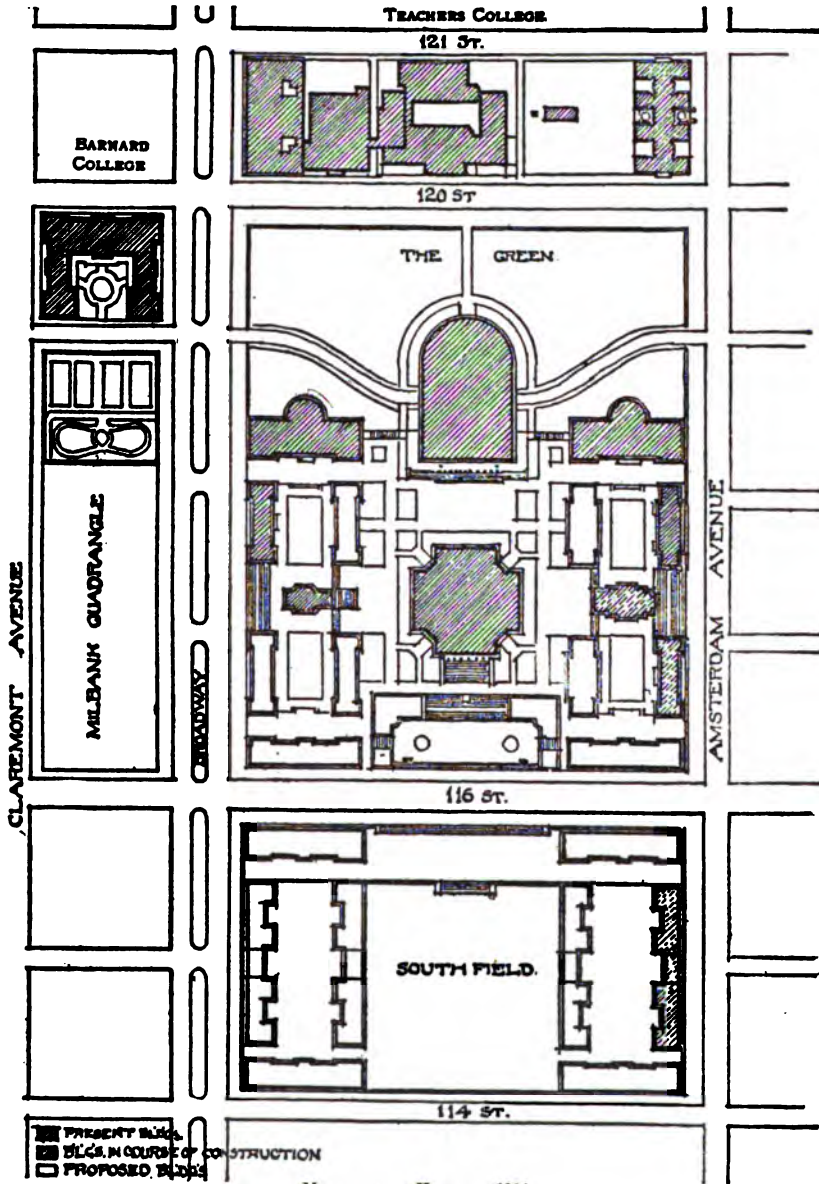 TEACHERS COLLEGE
121 ST.
BARNARD
COLLEGE
120 ST
THE GREEN
CLAREMONT AVENUE
MILBANK QUADRANGLE
BROADWAY
AMSTERDAM AVENUE
116 ST.
SOUTH FIELD.
114 ST.
PRESENT BLDGS.
BLGS. IN COURSE OF CONSTRUCTION
PROPOSED BLDGS